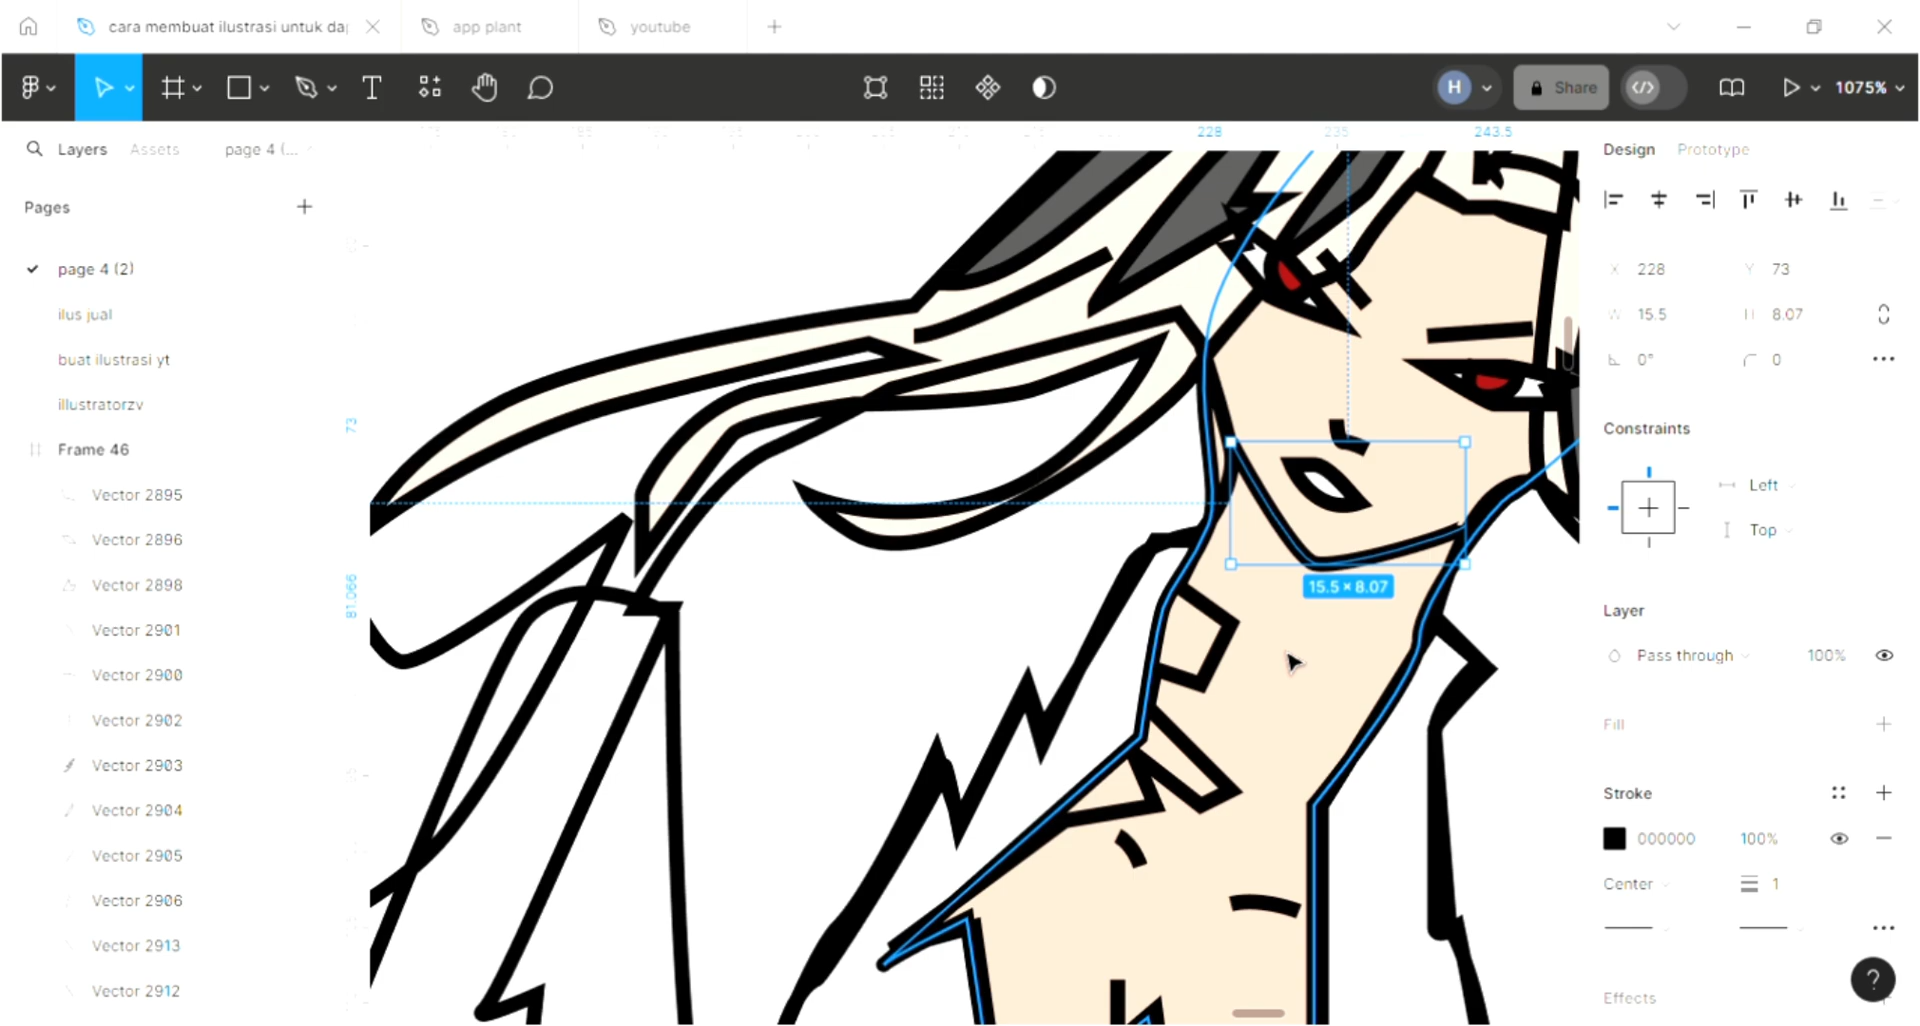 cara membuat ilustrasi untuk da
app plant
youtube
H
Share
1075%
Layers
Assets
page 4 (...
228
235
243.5
Design
Prototype
Pages
page 4 (2)
ilus jual
buat ilustrasi yt
illustratorzv
Frame 46
Vector 2895
Vector 2896
Vector 2898
Vector 2901
Vector 2900
Vector 2902
Vector 2903
Vector 2904
Vector 2905
Vector 2906
Vector 2913
Vector 2912
73
81.066
15.5 × 8.07
X 228
Y 73
W 15.5
H 8.07
0°
0
Constraints
Left
Top
Layer
Pass through
100%
Fill
Stroke
000000
100%
Center
1
Effects
?